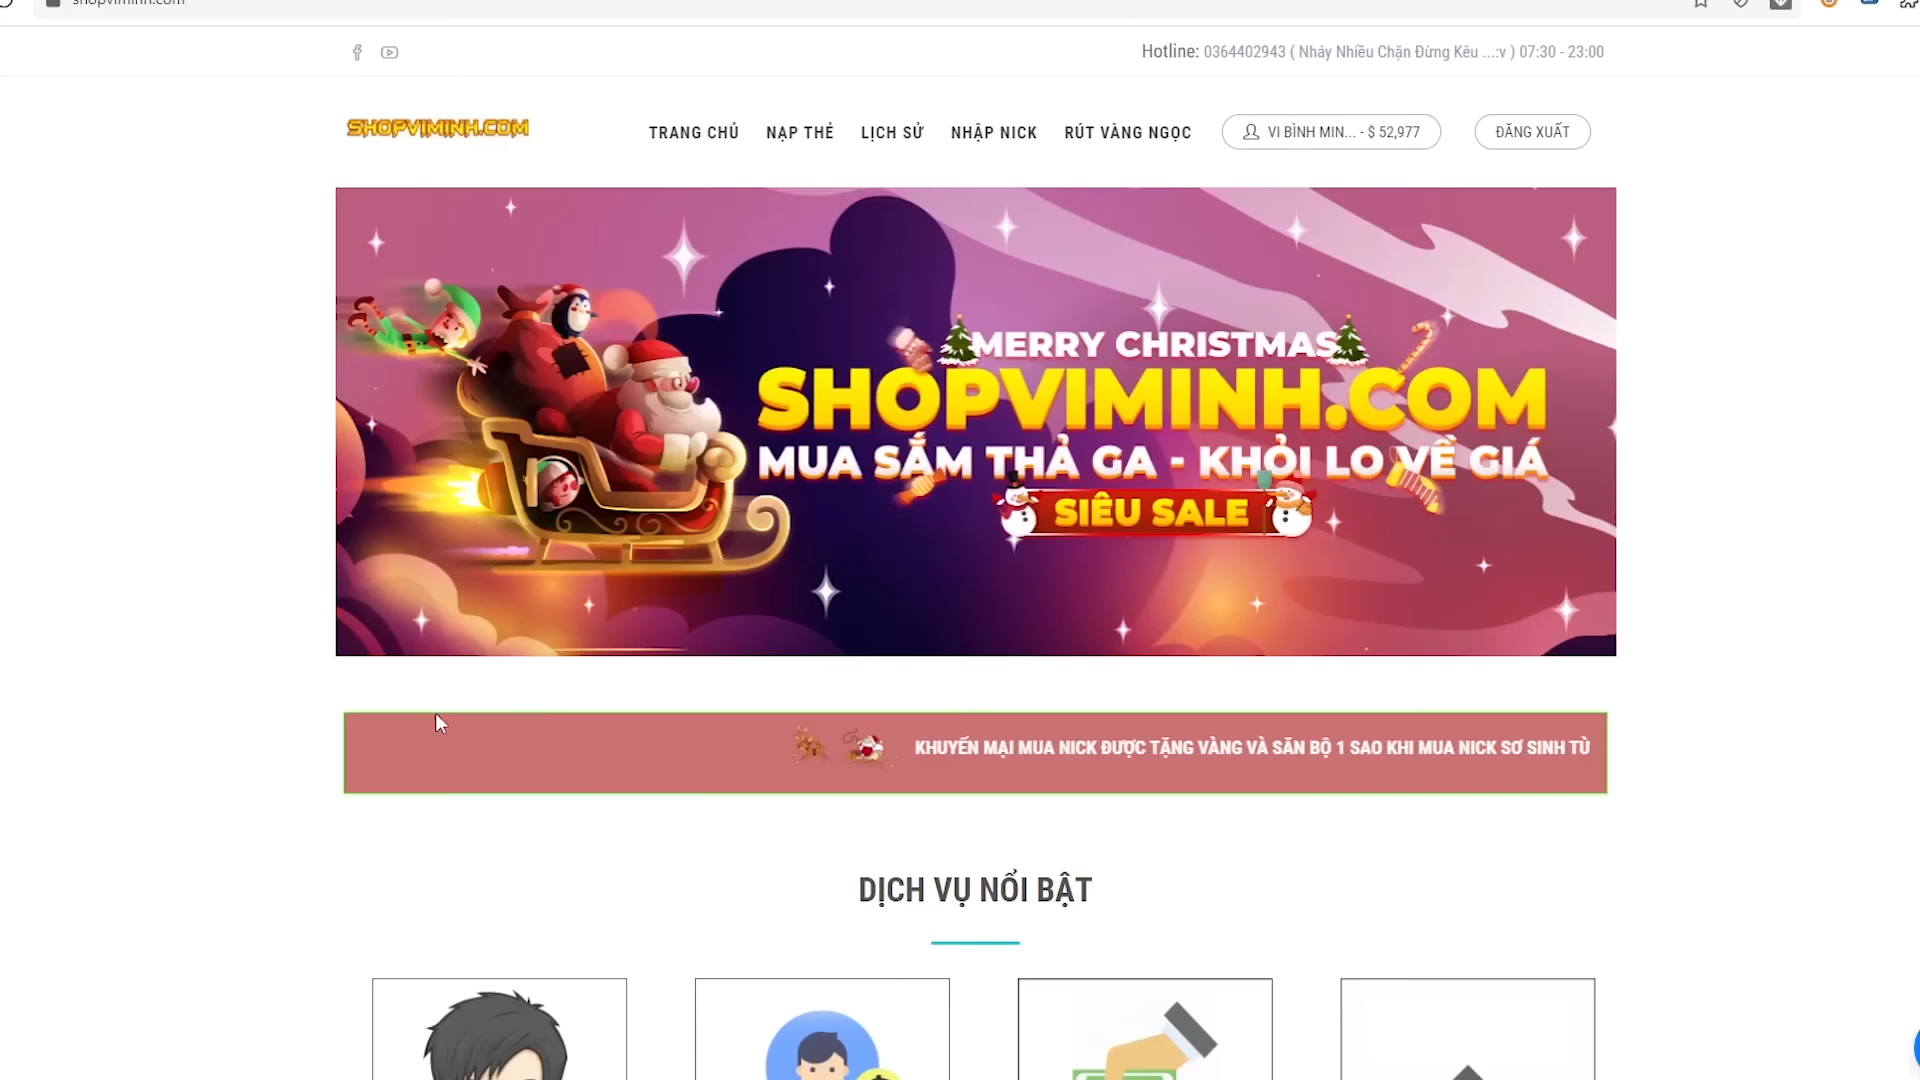 shopviminh.com
Hotline: 0364402943 ( Nháy Nhiều Chặn Đừng Kêu ...:v ) 07:30 - 23:00
SHOPVIMINH.COM
TRANG CHỦ NẠP THẺ LỊCH SỬ NHẬP NICK RÚT VÀNG NGỌC VI BÌNH MIN... - $ 52,977 ĐĂNG XUẤT
MERRY CHRISTMAS
SHOPVIMINH.COM
MUA SẮM THẢ GA - KHỎI LO VỀ GIÁ
SIÊU SALE
KHUYẾN MẠI MUA NICK ĐƯỢC TẶNG VÀNG VÀ SĂN BỘ 1 SAO KHI MUA NICK SƠ SINH TỪ
DỊCH VỤ NỔI BẬT